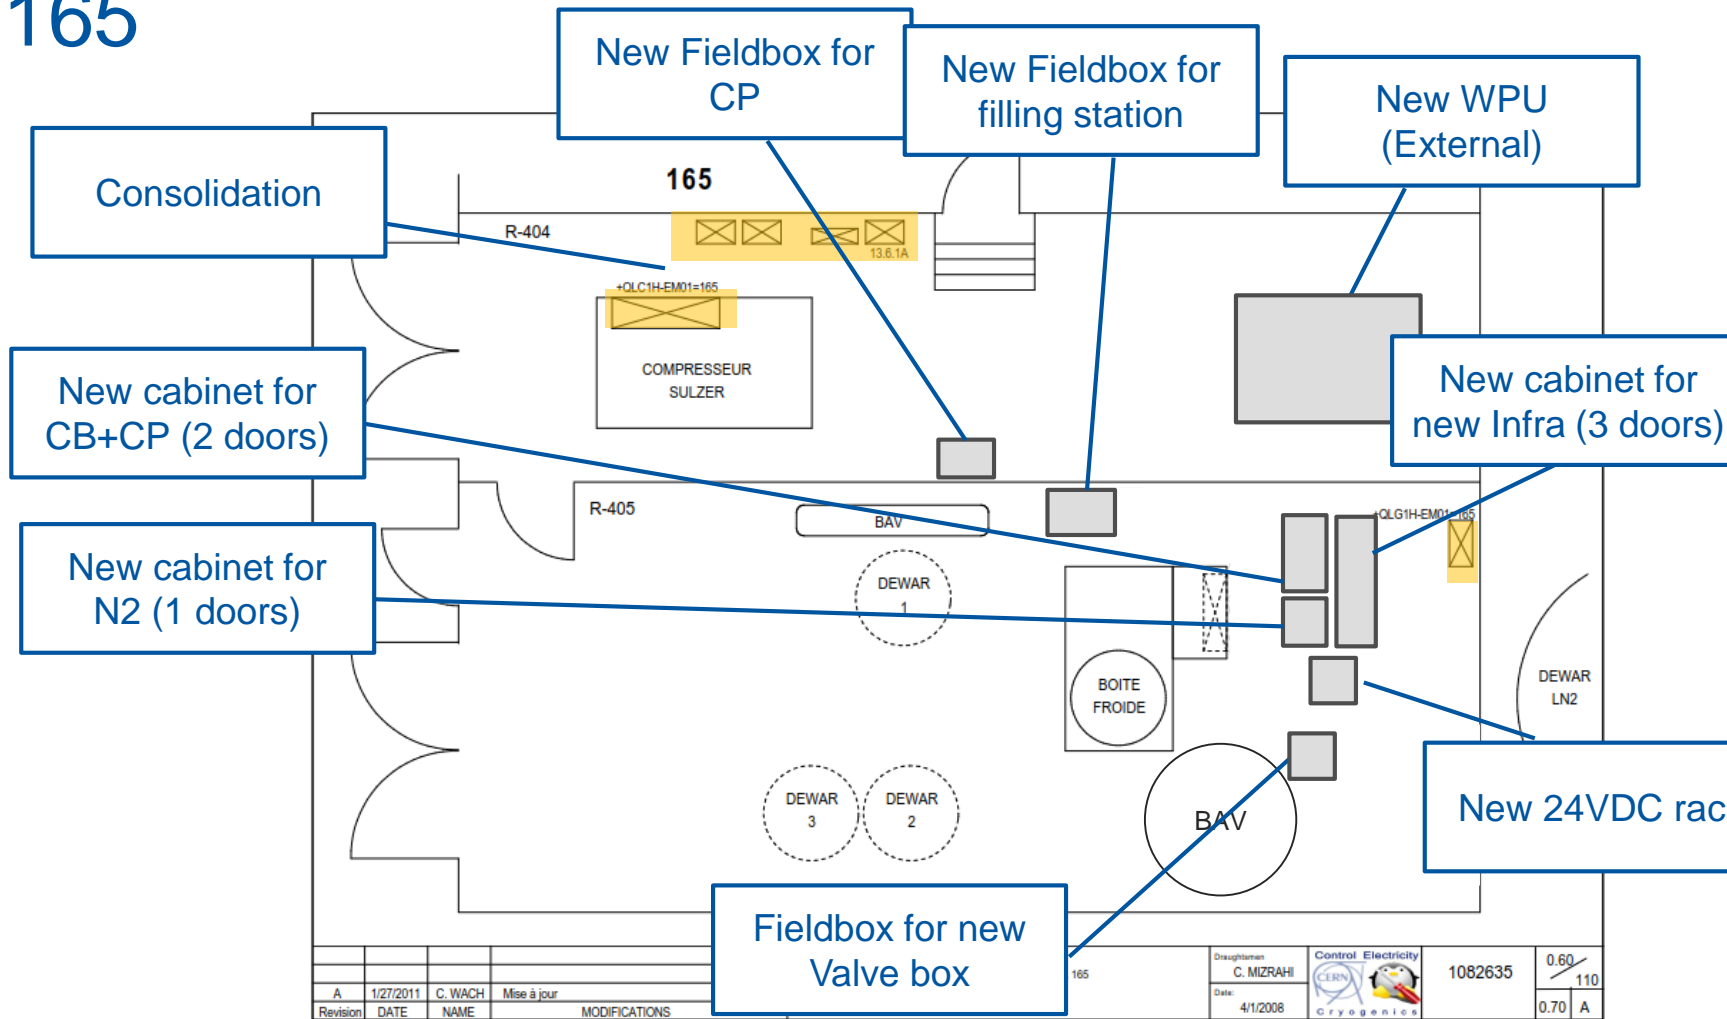 165
New Fieldbox for
CP
New Fieldbox for
filling station
New WPU
(External)
Consolidation
165
R-404
13.6.1A
+QLC1H-EM01=165
COMPRESSEUR
SULZER
New cabinet for
CB+CP (2 doors)
New cabinet for
new Infra (3 doors)
R-405
BAV
+QLG1H-EM01=165
New cabinet for
N2 (1 doors)
DEWAR
1
BOITE
FROIDE
DEWAR
LN2
DEWAR
3
DEWAR
2
BAV
New 24VDC rac
Fieldbox for new
Valve box
165
Draughtsmen
C. MIZRAHI
Date:
4/1/2008
Control Electricity
CERN
Cryogenics
1082635
0.60
110
0.70 A
A 1/27/2011 C. WACH Mise à jour
Revision DATE NAME MODIFICATIONS